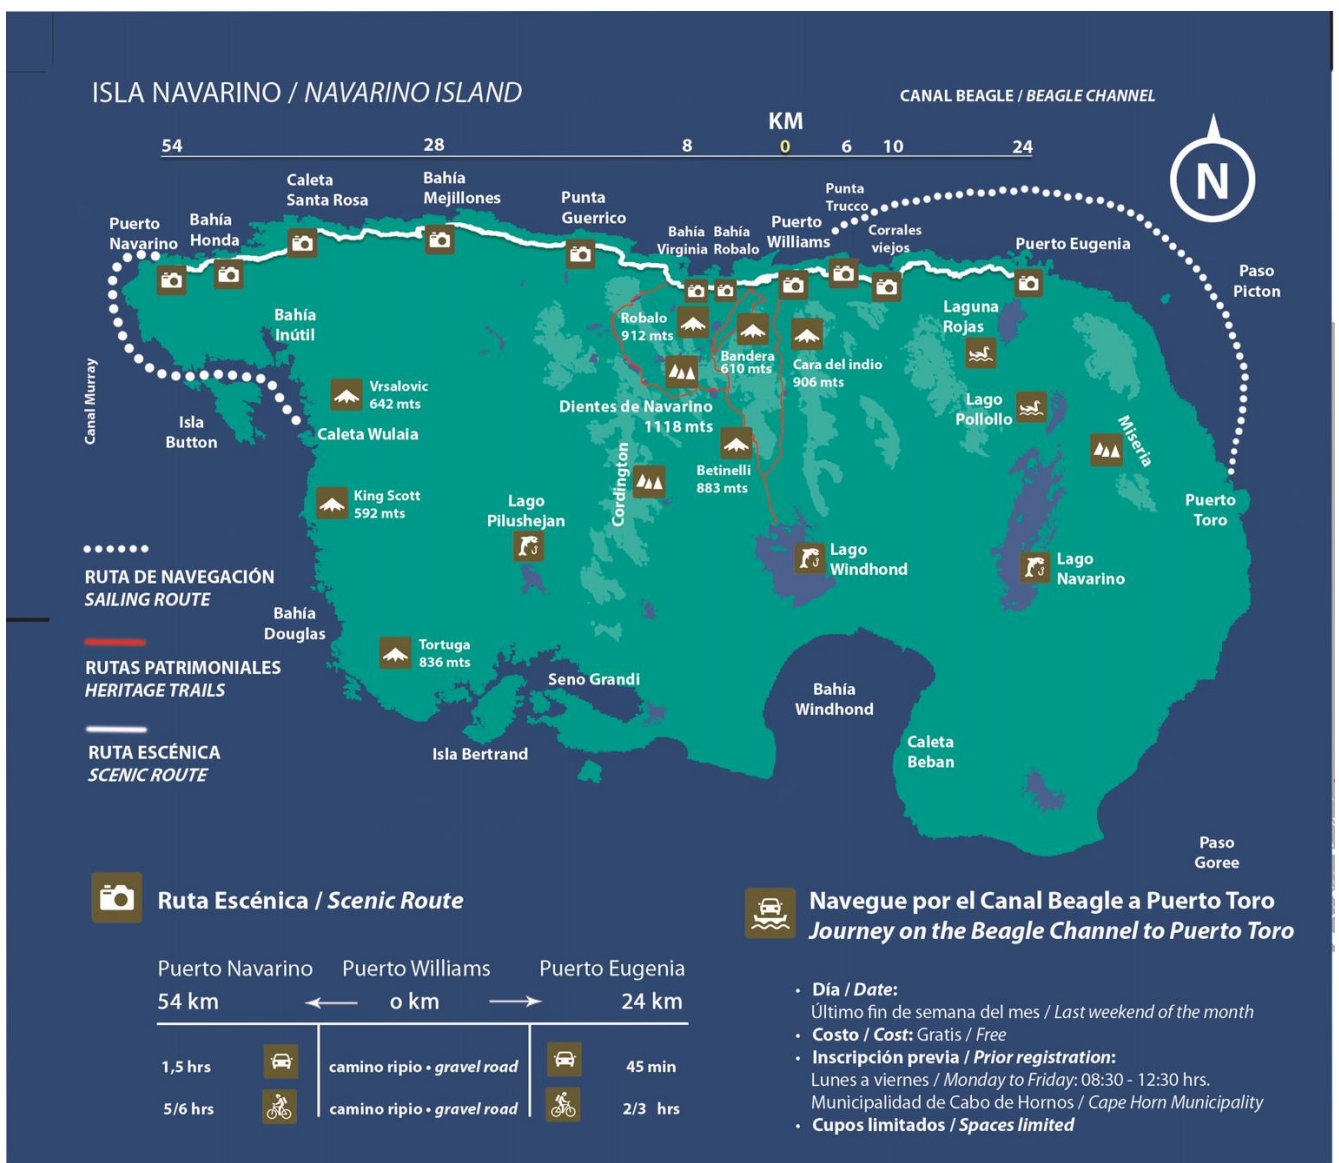 ISLA NAVARINO / NAVARINO ISLAND
CANAL BEAGLE / BEAGLE CHANNEL
KM
54 28 8 0 6 10 24
N
Puerto
Navarino
Bahía
Honda
Caleta
Santa Rosa
Bahía
Mejillones
Punta
Guerrico
Bahía
Virginia
Bahía
Robalo
Puerto
Williams
Punta
Trucco
Corrales
viejos
Puerto Eugenia
Paso
Picton
Bahía
Inútil
Robalo
912 mts
Bandera
610 mts
Cara del indio
906 mts
Laguna
Rojas
Canal Murray
Isla
Button
Vrsalovic
642 mts
Caleta Wulaia
Dientes de Navarino
1118 mts
Lago
Pollollo
Miseria
Betinelli
883 mts
Cordington
King Scott
592 mts
Lago
Pilushejan
Puerto
Toro
Lago
Windhond
Lago
Navarino
RUTA DE NAVEGACIÓN
SAILING ROUTE
Bahía
Douglas
RUTAS PATRIMONIALES
HERITAGE TRAILS
Tortuga
836 mts
Seno Grandi
Bahía
Windhond
RUTA ESCÉNICA
SCENIC ROUTE
Isla Bertrand
Caleta
Beban
Paso
Goree
Ruta Escénica / Scenic Route
Puerto Navarino Puerto Williams Puerto Eugenia
54 km o km 24 km
1,5 hrs camino ripio • gravel road 45 min
5/6 hrs camino ripio • gravel road 2/3 hrs
Navegue por el Canal Beagle a Puerto Toro
Journey on the Beagle Channel to Puerto Toro
• Día / Date:
Último fin de semana del mes / Last weekend of the month
• Costo / Cost: Gratis / Free
• Inscripción previa / Prior registration:
Lunes a viernes / Monday to Friday: 08:30 - 12:30 hrs.
Municipalidad de Cabo de Hornos / Cape Horn Municipality
• Cupos limitados / Spaces limited